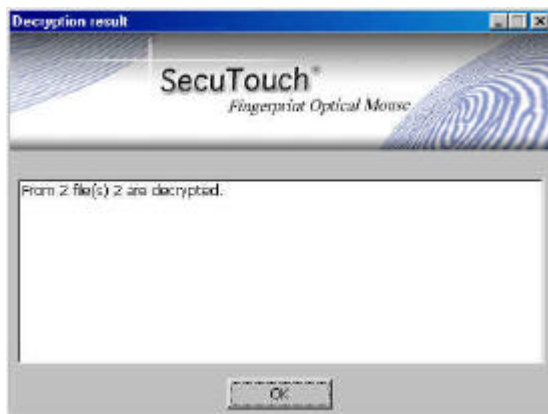 Decryption result
SecuTouch®
Fingerprint Optical Mouse
From 2 file(s) 2 are decrypted.
OK